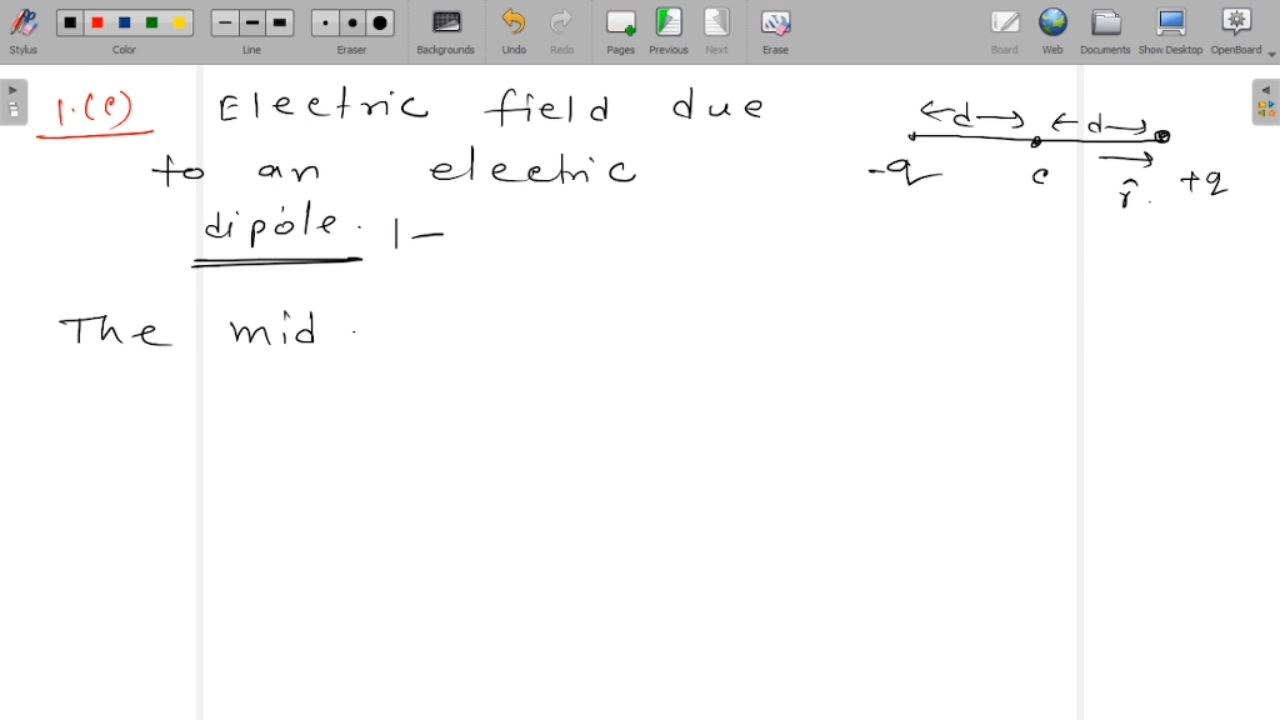 Stylus
Color
Line
Eraser
Backgrounds
Undo
Redo
Pages
Previous
Next
Erase
Board
Web
Documents
Show Desktop
OpenBoard
1.(c) Electric field due
to an electric
dipole. 1-
The mid
d d
-q c r̂ +q